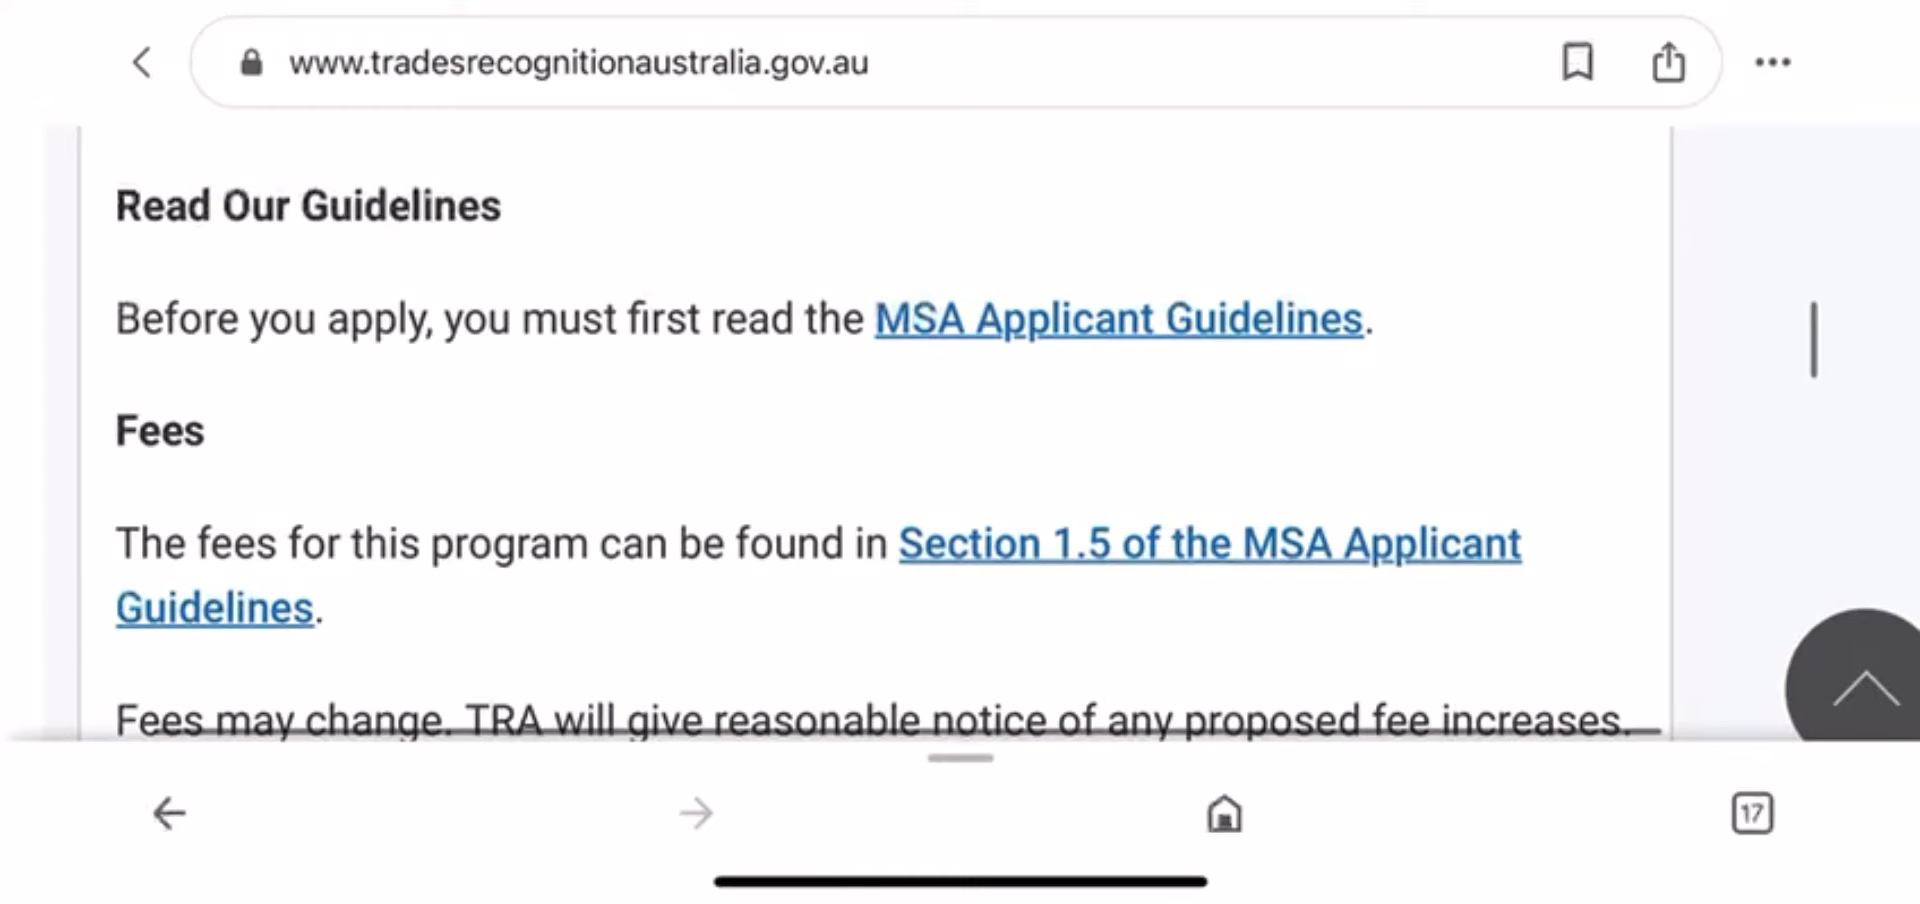 www.tradesrecognitionaustralia.gov.au
Read Our Guidelines
Before you apply, you must first read the MSA Applicant Guidelines.
Fees
The fees for this program can be found in Section 1.5 of the MSA Applicant
Guidelines.
Fees may change. TRA will give reasonable notice of any proposed fee increases.
17